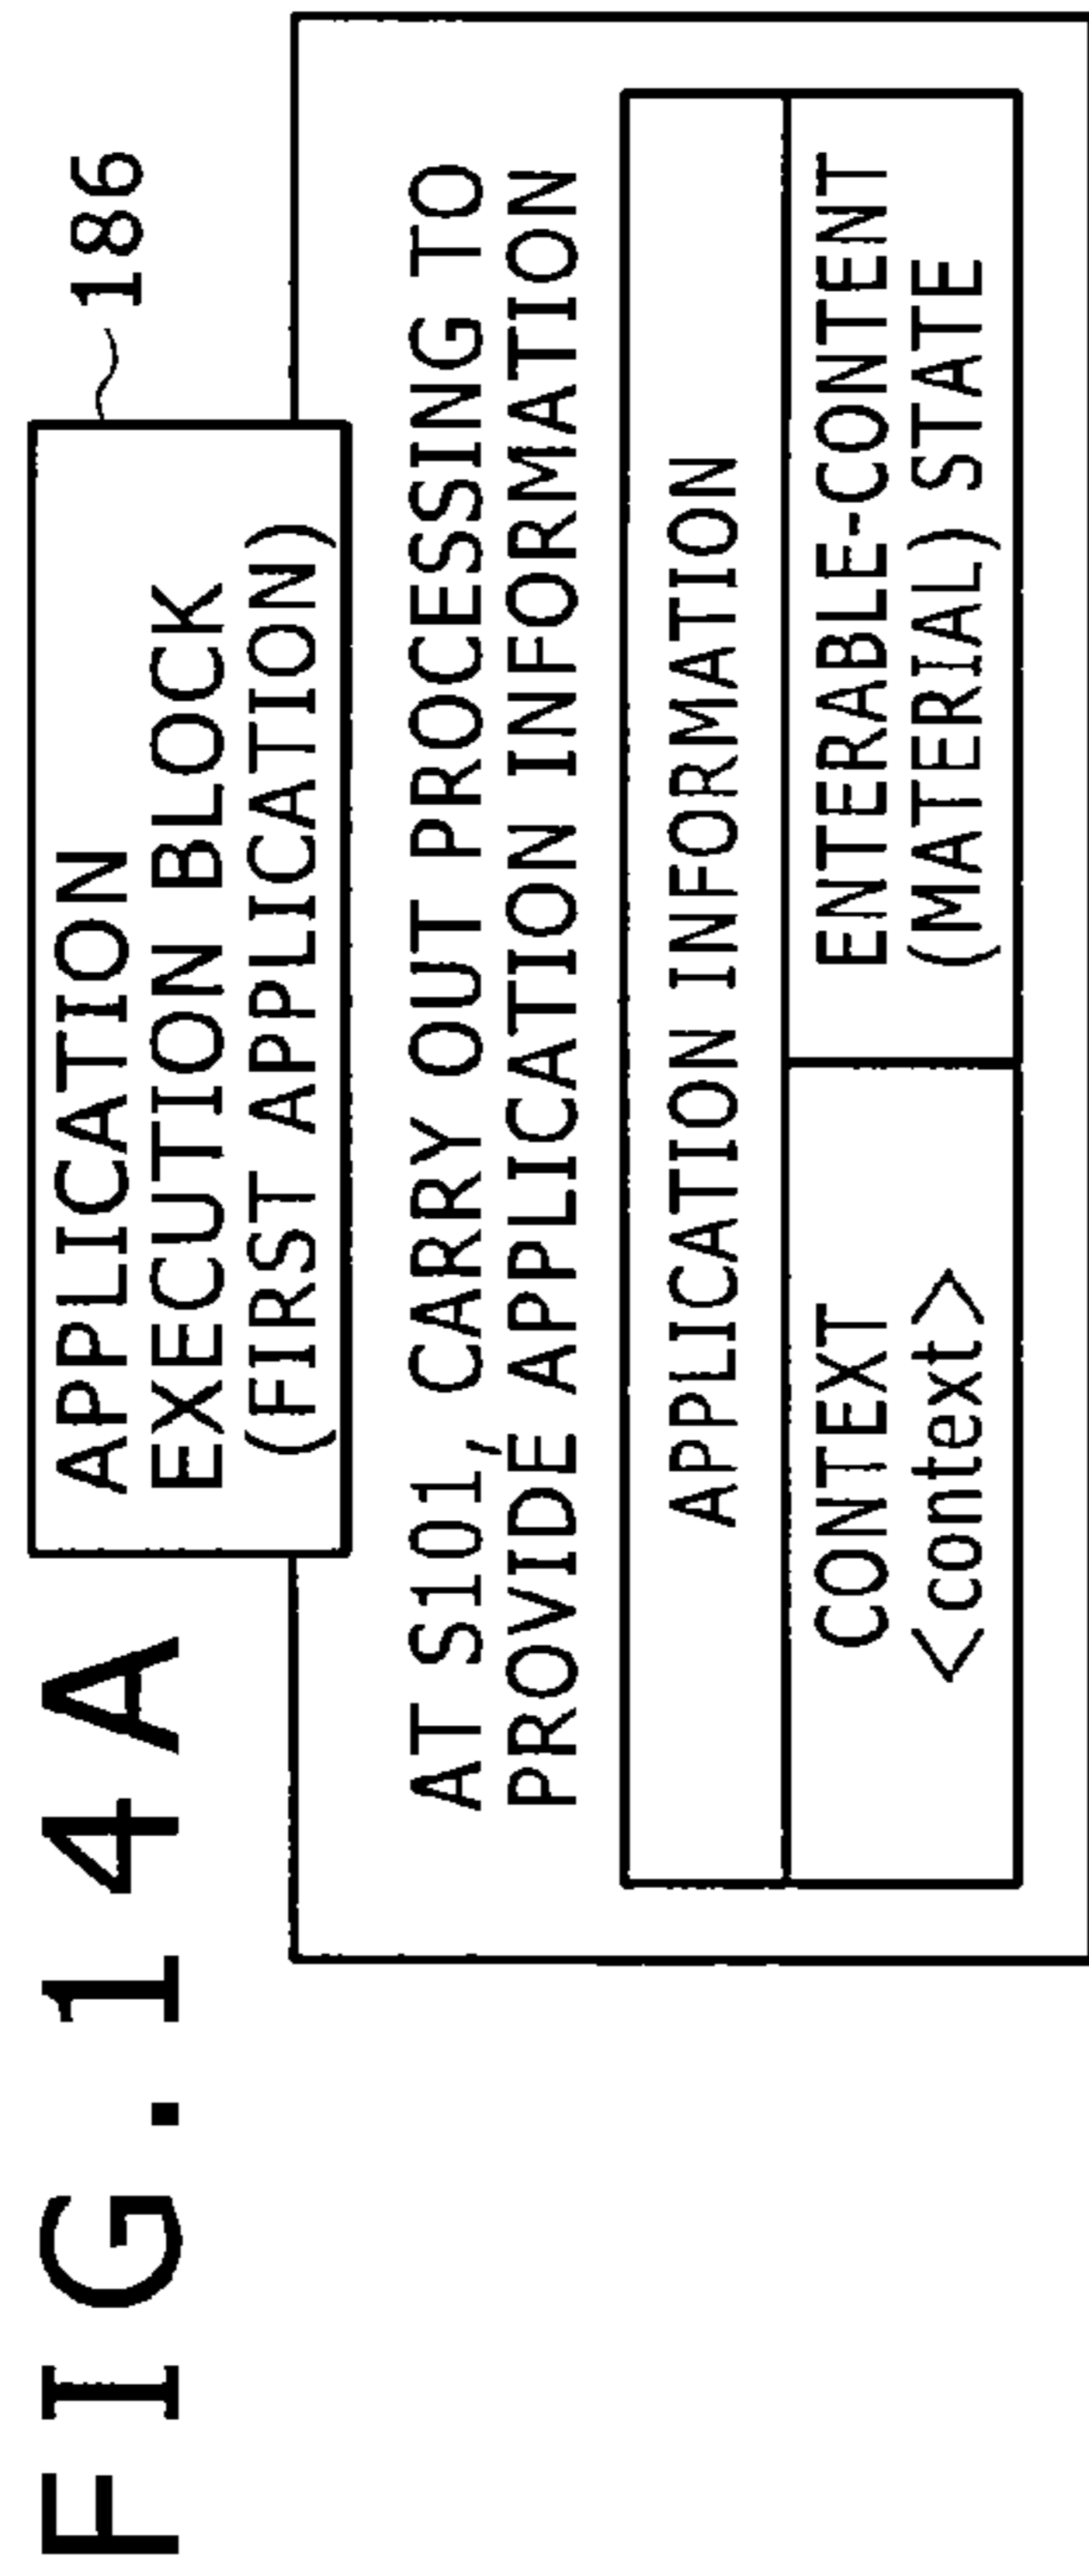 FIG.14A
APPLICATION
EXECUTION BLOCK
(FIRST APPLICATION)
186
AT S101, CARRY OUT PROCESSING TO
PROVIDE APPLICATION INFORMATION
APPLICATION INFORMATION
CONTEXT
<context>
ENTERABLE-CONTENT
(MATERIAL) STATE